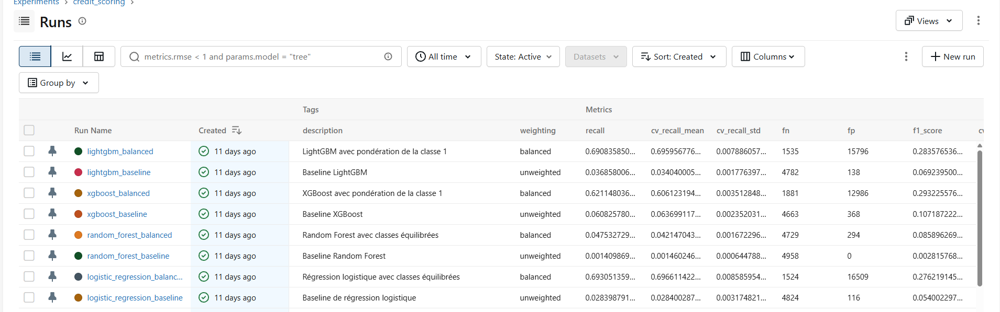 Experiments > credit_scoring >
Runs
Views
metrics.rmse < 1 and params.model = "tree"
All time
State: Active
Datasets
Sort: Created
Columns
New run
Group by
Tags Metrics
Run Name Created description weighting recall cv_recall_mean cv_recall_std fn fp f1_score
lightgbm_balanced 11 days ago LightGBM avec pondération de la classe 1 balanced 0.690835850... 0.695956776... 0.007886057... 1535 15796 0.283576536...
lightgbm_baseline 11 days ago Baseline LightGBM unweighted 0.036858006... 0.034040005... 0.001776397... 4782 138 0.069239500...
xgboost_balanced 11 days ago XGBoost avec pondération de la classe 1 balanced 0.621148036... 0.606123194... 0.003512848... 1881 12986 0.293225576...
xgboost_baseline 11 days ago Baseline XGBoost unweighted 0.060825780... 0.063699117... 0.002352031... 4663 368 0.107187222...
random_forest_balanced 11 days ago Random Forest avec classes équilibrées balanced 0.047532729... 0.042147043... 0.001672296... 4729 294 0.085896269...
random_forest_baseline 11 days ago Baseline Random Forest unweighted 0.001409869... 0.001460246... 0.000644788... 4958 0 0.002815768...
logistic_regression_balanc... 11 days ago Régression logistique avec classes équilibrées balanced 0.693051359... 0.696611422... 0.008585954... 1524 16509 0.276219145...
logistic_regression_baseline 11 days ago Baseline de régression logistique unweighted 0.028398791... 0.028400287... 0.003174821... 4824 116 0.054002297...